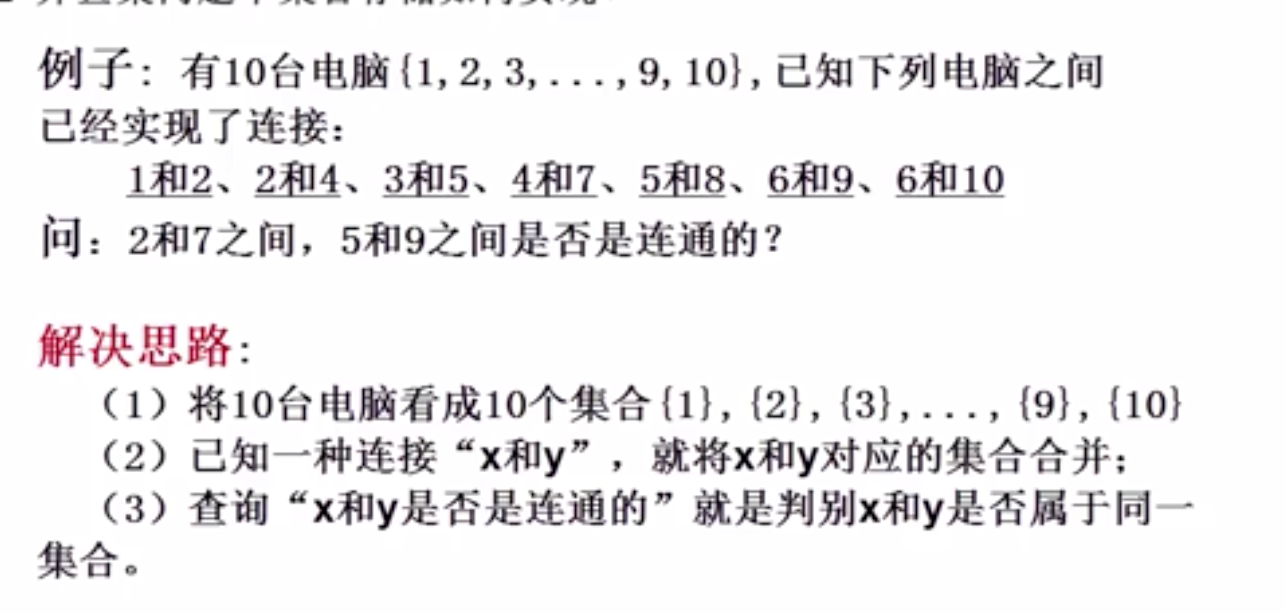 例子: 有10台电脑{1,2,3,...,9,10},已知下列电脑之间
已经实现了连接:
1和2、2和4、3和5、4和7、5和8、6和9、6和10
问: 2和7之间, 5和9之间是否是连通的?
解决思路:
(1) 将10台电脑看成10个集合{1},{2},{3},...,{9},{10}
(2) 已知一种连接“x和y”, 就将x和y对应的集合合并;
(3) 查询“x和y是否是连通的”就是判别x和y是否属于同一
集合。